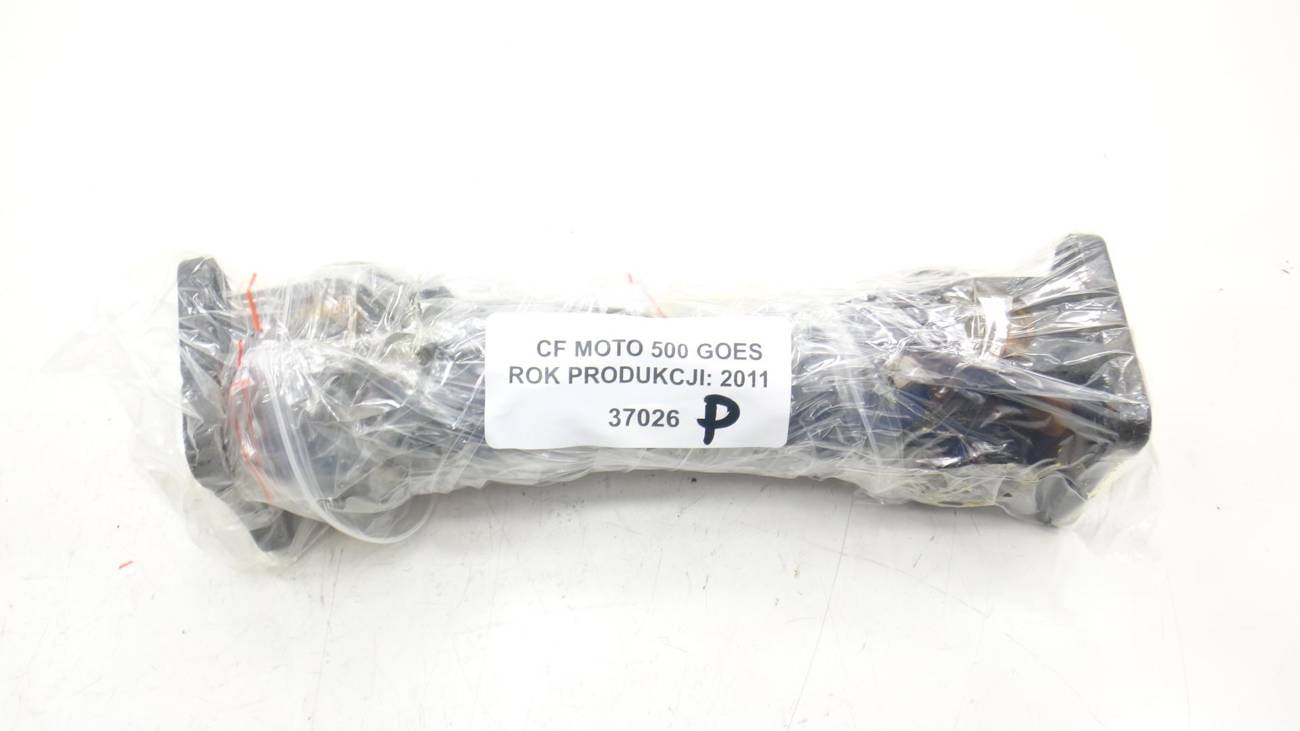 CF MOTO 500 GOES
ROK PRODUKCJI: 2011
37026 P